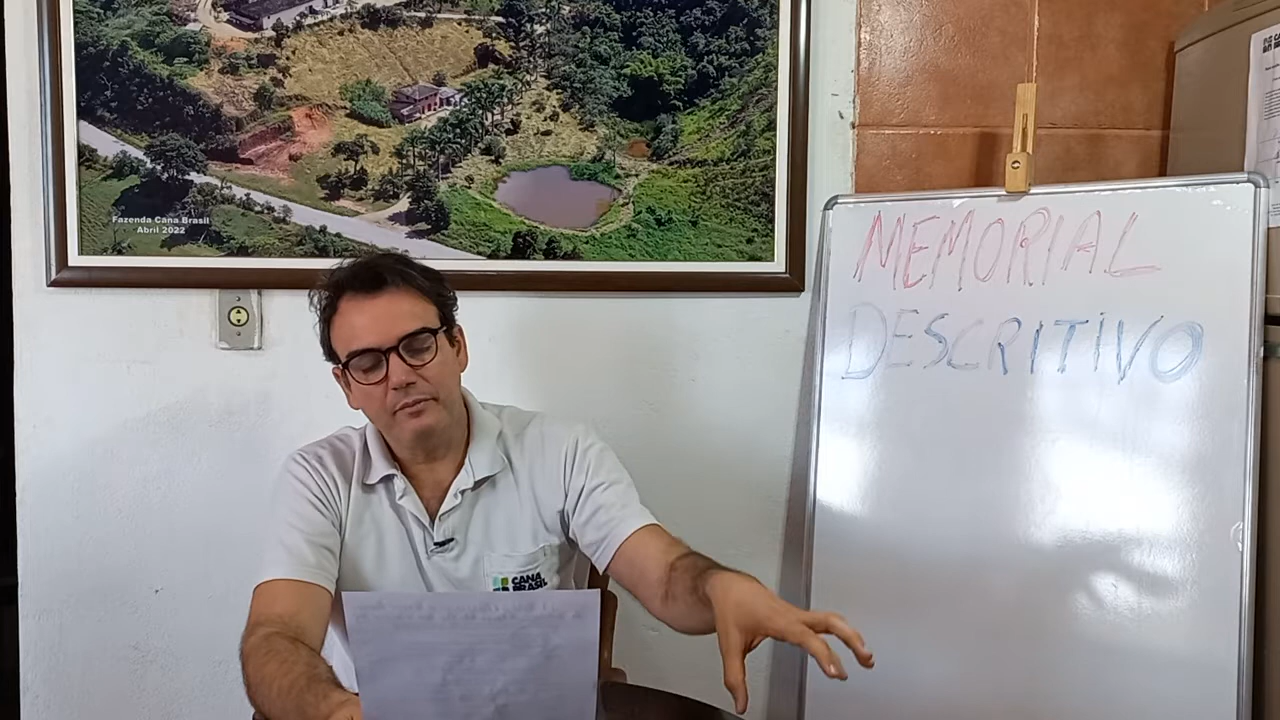 Fazenda Cana Brasil
Abril 2022
MEMORIAL
DESCRITIVO
CANA
BRASIL